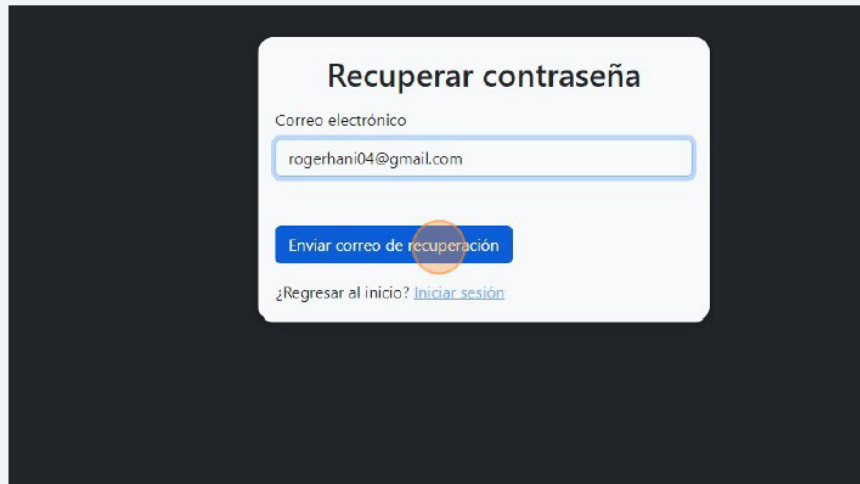 Recuperar contraseña
Correo electrónico
rogerhani04@gmail.com
Enviar correo de recuperación
¿Regresar al inicio? Iniciar sesión